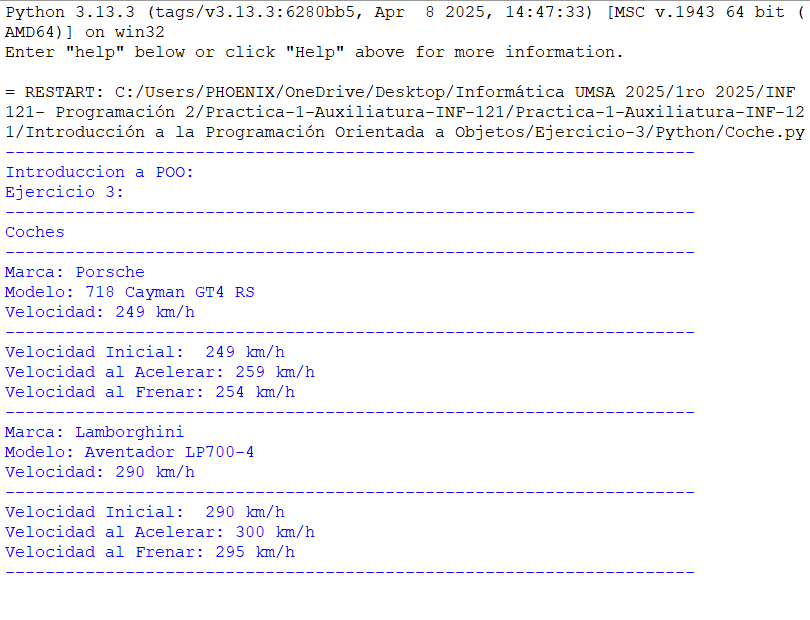 Python 3.13.3 (tags/v3.13.3:6280bb5, Apr  8 2025, 14:47:33) [MSC v.1943 64 bit (
AMD64)] on win32
Enter "help" below or click "Help" above for more information.
= RESTART: C:/Users/PHOENIX/OneDrive/Desktop/Informática UMSA 2025/1ro 2025/INF
121- Programación 2/Practica-1-Auxiliatura-INF-121/Practica-1-Auxiliatura-INF-12
1/Introducción a la Programación Orientada a Objetos/Ejercicio-3/Python/Coche.py
---------------------------------------------------------------------
Introduccion a POO:
Ejercicio 3:
---------------------------------------------------------------------
Coches
---------------------------------------------------------------------
Marca: Porsche
Modelo: 718 Cayman GT4 RS
Velocidad: 249 km/h
---------------------------------------------------------------------
Velocidad Inicial:  249 km/h
Velocidad al Acelerar: 259 km/h
Velocidad al Frenar: 254 km/h
---------------------------------------------------------------------
Marca: Lamborghini
Modelo: Aventador LP700-4
Velocidad: 290 km/h
---------------------------------------------------------------------
Velocidad Inicial:  290 km/h
Velocidad al Acelerar: 300 km/h
Velocidad al Frenar: 295 km/h
---------------------------------------------------------------------